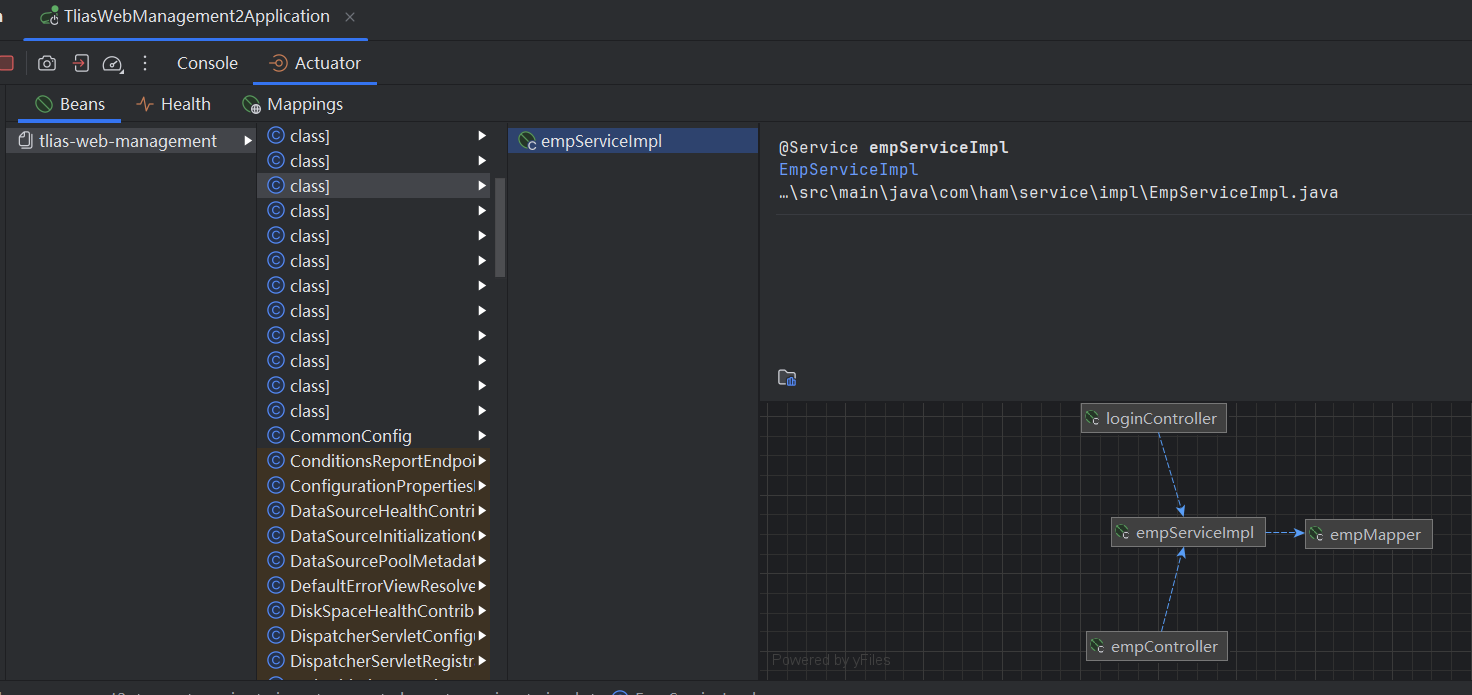 TliasWebManagement2Application
Console
Actuator
Beans
Health
Mappings
tlias-web-management
class]
class]
class]
class]
class]
class]
class]
class]
class]
class]
class]
class]
CommonConfig
ConditionsReportEndpoi
ConfigurationProperties
DataSourceHealthContri
DataSourceInitialization
DataSourcePoolMetadat
DefaultErrorViewResolve
DiskSpaceHealthContrib
DispatcherServletConfig
DispatcherServletRegistr
empServiceImpl
@Service empServiceImpl
EmpServiceImpl
…\src\main\java\com\ham\service\impl\EmpServiceImpl.java
loginController
empServiceImpl
empMapper
empController
Powered by yFiles